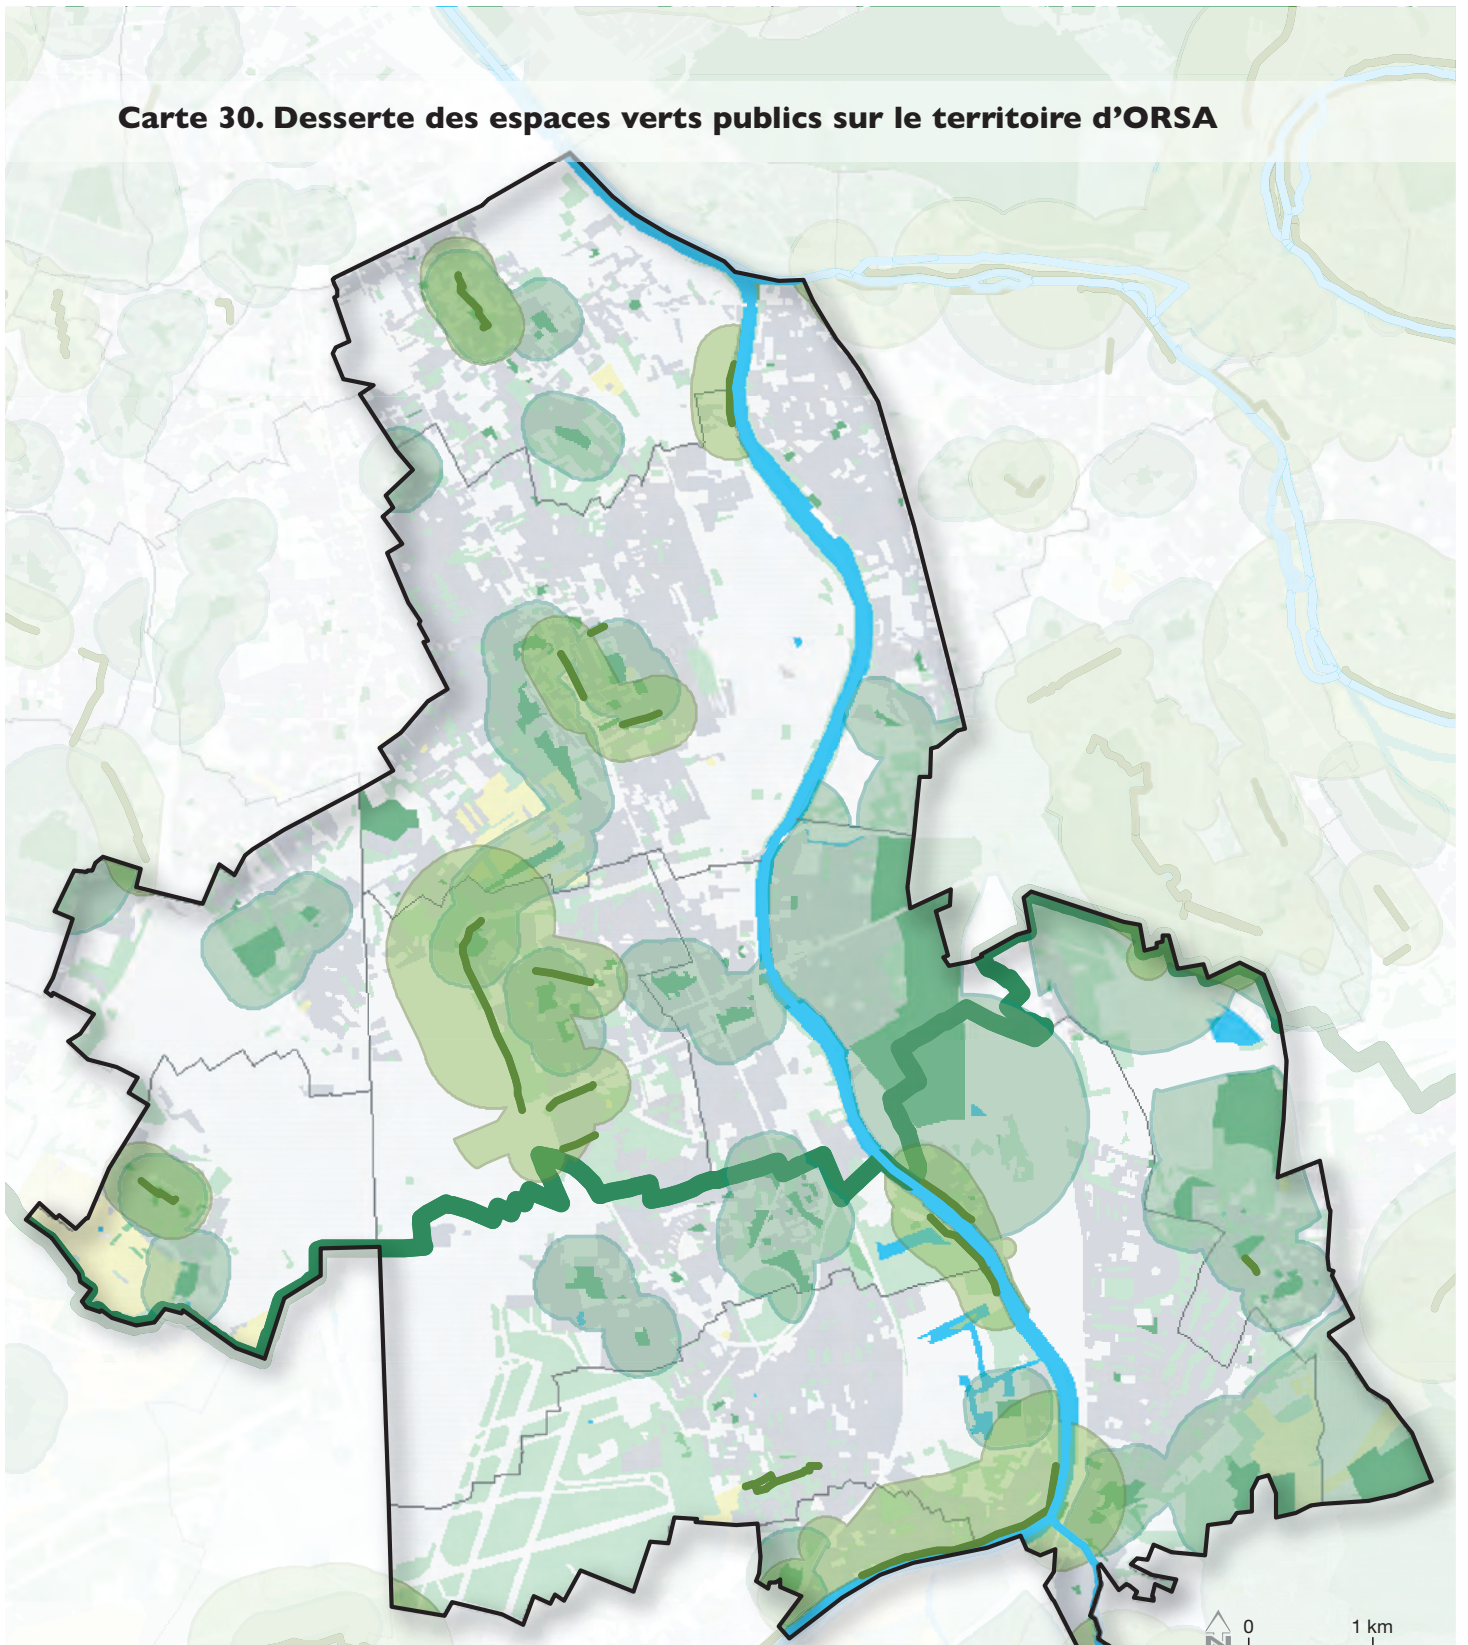 Carte 30. Desserte des espaces verts publics sur le territoire d’ORSA
0 1 km